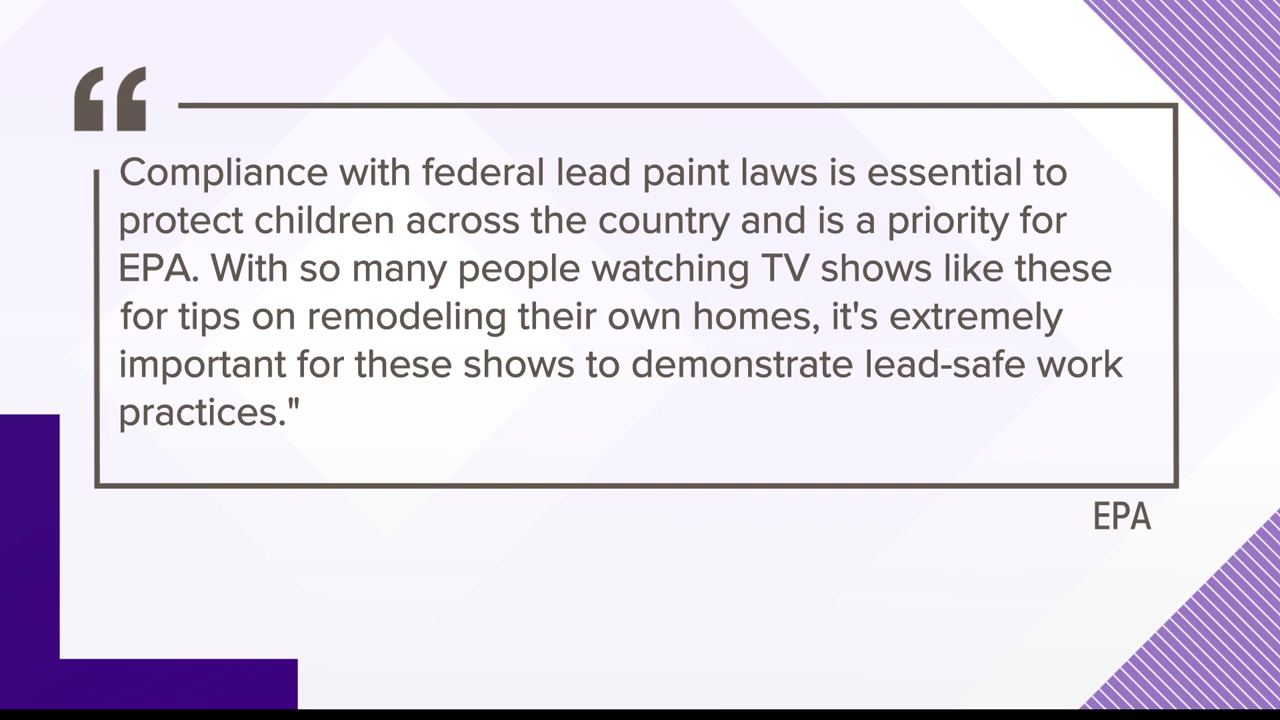 “
Compliance with federal lead paint laws is essential to
protect children across the country and is a priority for
EPA. With so many people watching TV shows like these
for tips on remodeling their own homes, it's extremely
important for these shows to demonstrate lead-safe work
practices."
EPA